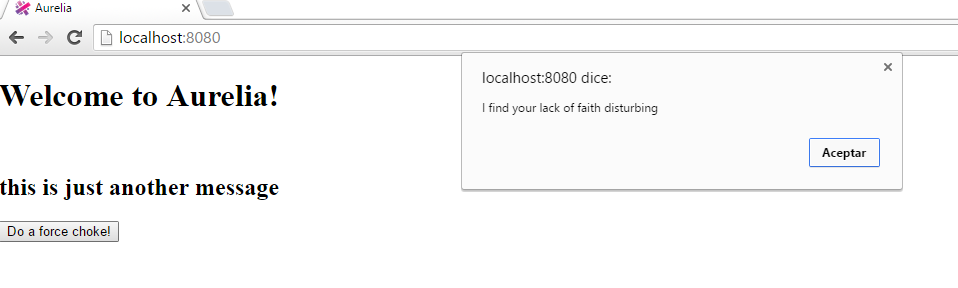 Aurelia
localhost:8080
localhost:8080 dice:
I find your lack of faith disturbing
Aceptar
Welcome to Aurelia!
this is just another message
Do a force choke!